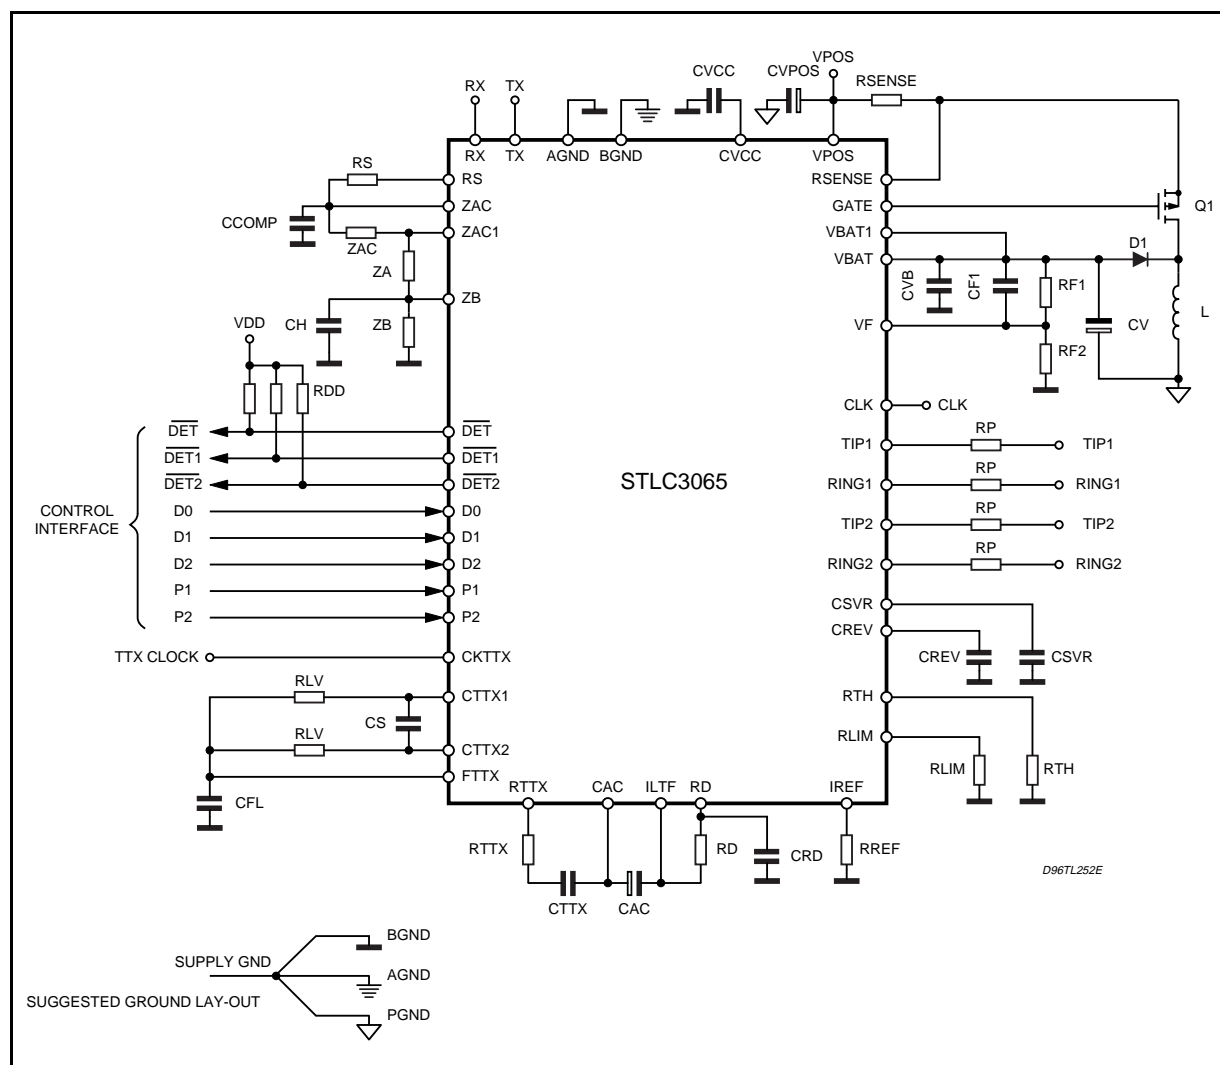 VPOS
CVCC
CVPOS
RSENSE
RX
TX
RX
TX
AGND
BGND
CVCC
VPOS
RS
RS
RSENSE
ZAC
GATE
Q1
CCOMP
ZAC
ZAC1
VBAT1
D1
ZA
VBAT
CVB
CF1
RF1
ZB
CH
ZB
VDD
VF
CV
L
RF2
RDD
CLK
CLK
DET
DET
TIP1
RP
TIP1
DET1
DET1
DET2
DET2
STLC3065
RING1
RP
RING1
CONTROL
INTERFACE
D0
D0
TIP2
RP
TIP2
D1
D1
D2
D2
RING2
RP
RING2
P1
P1
CSVR
P2
P2
CREV
CREV
CSVR
TTX CLOCK
CKTTX
RLV
CTTX1
RTH
CS
RLV
CTTX2
RLIM
FTTX
RLIM
RTH
CFL
RTTX
CAC
ILTF
RD
IREF
RTTX
RD
CRD
RREF
CTTX
CAC
D96TL252E
BGND
SUPPLY GND
AGND
SUGGESTED GROUND LAY-OUT
PGND